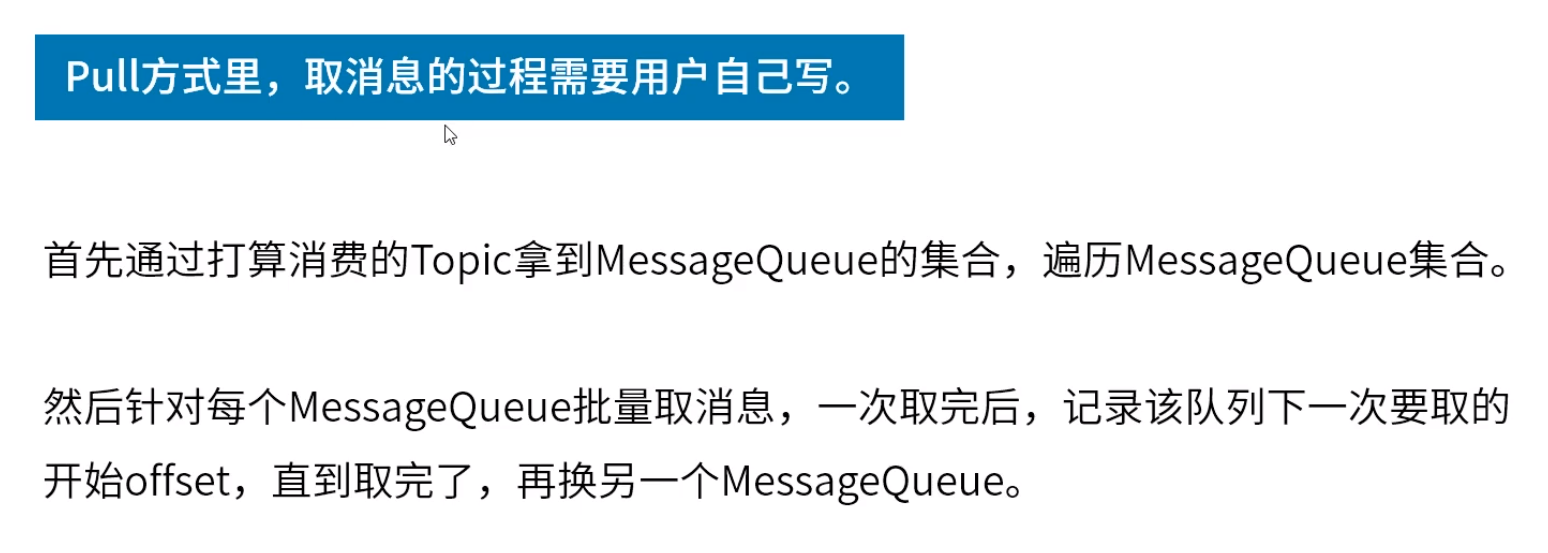 Pull方式里，取消息的过程需要用户自己写。
首先通过打算消费的Topic拿到MessageQueue的集合，遍历MessageQueue集合。
然后针对每个MessageQueue批量取消息，一次取完后，记录该队列下一次要取的
开始offset，直到取完了，再换另一个MessageQueue。